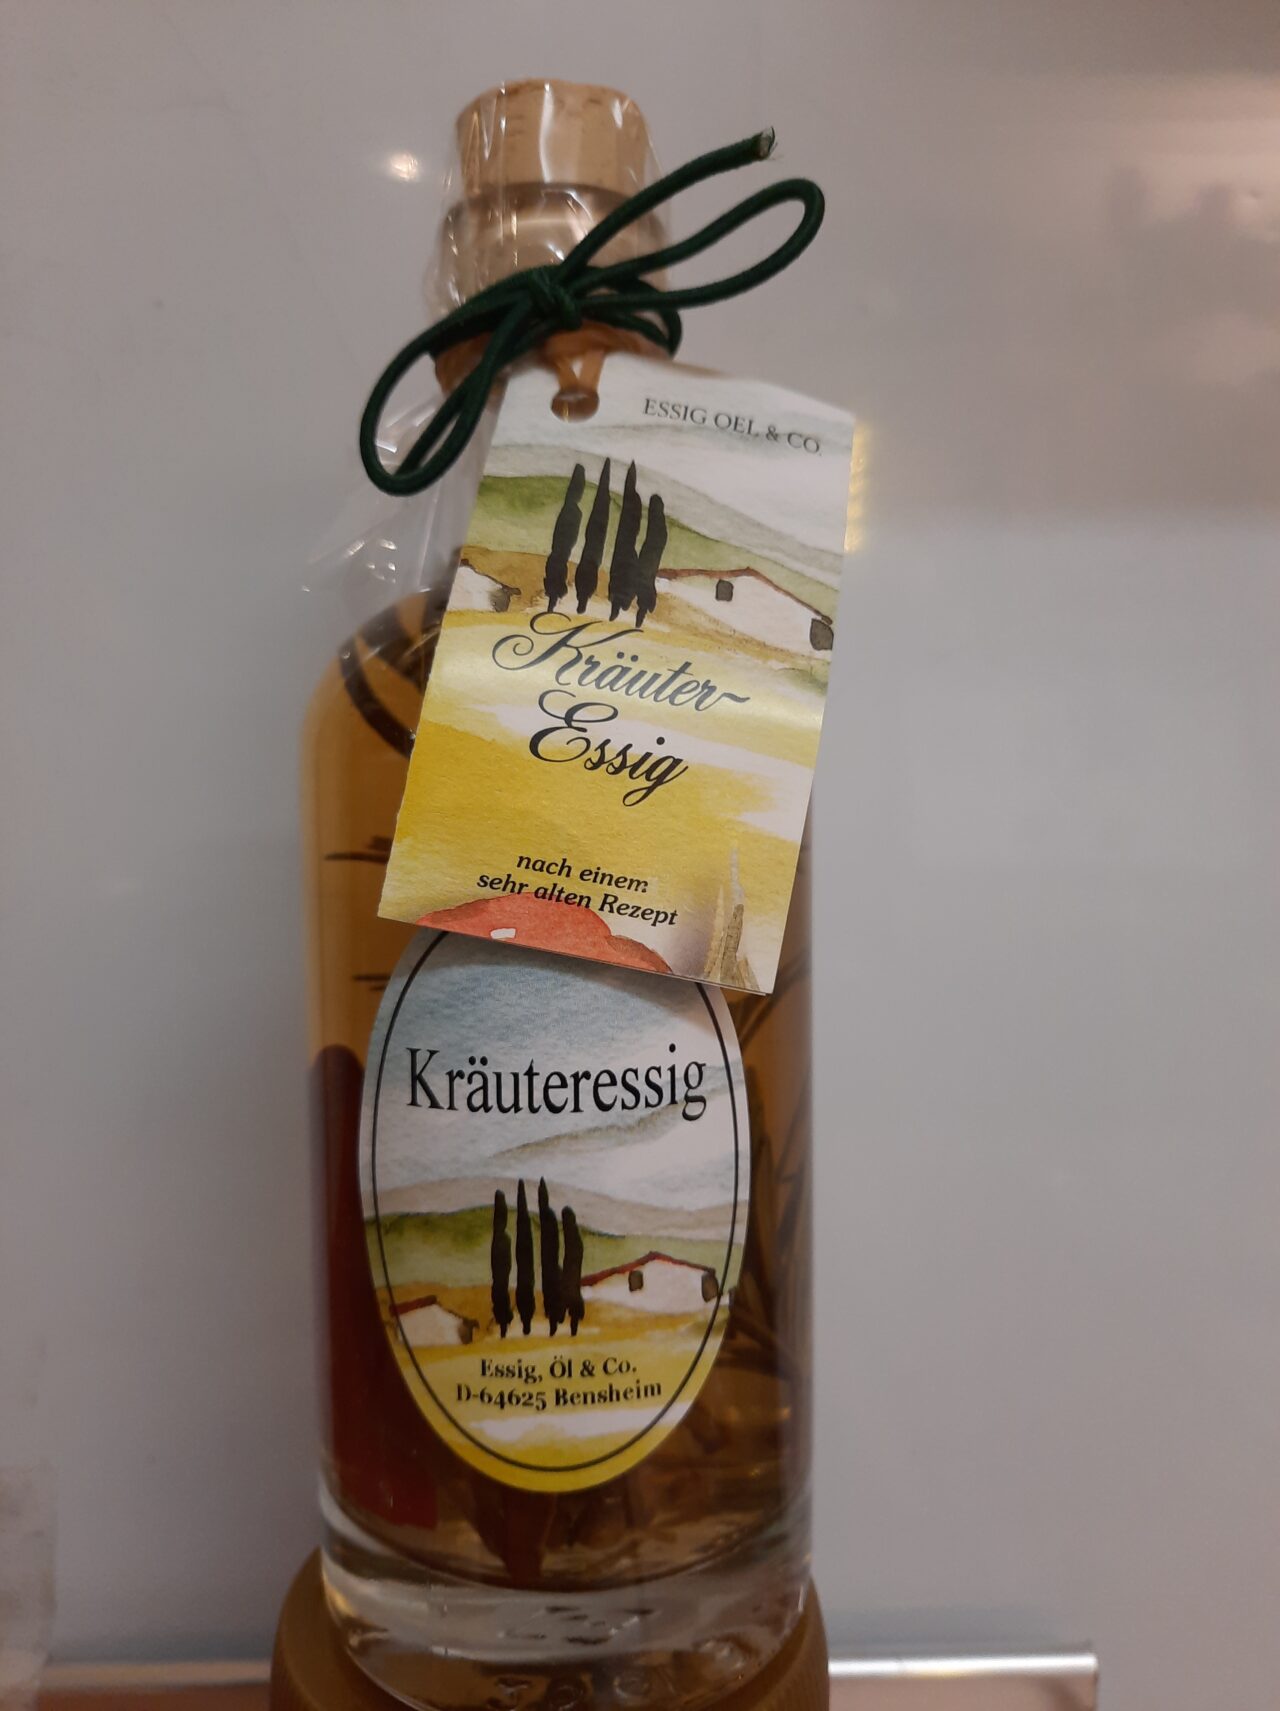 ESSIG OEL & CO.
Kräuter-
Essig
nach einem
sehr alten Rezept
Kräuteressig
Essig, Öl & Co.
D-64625 Bensheim